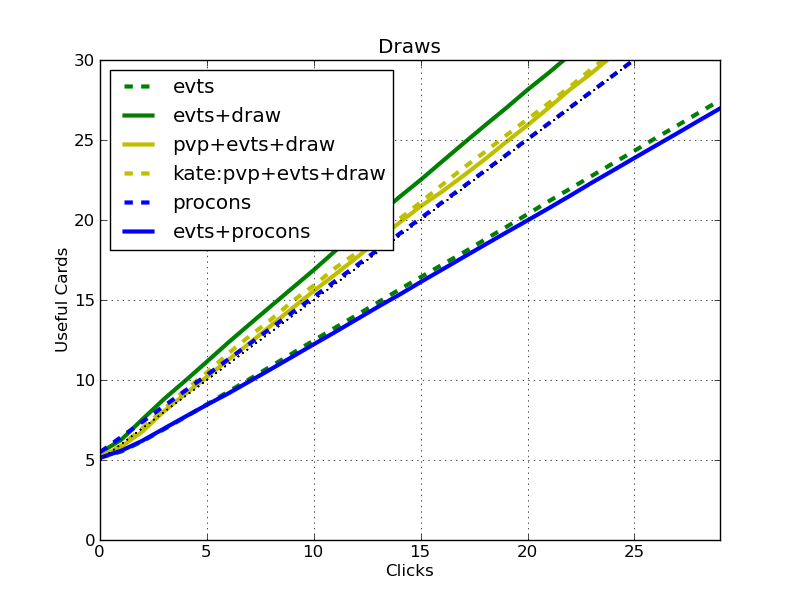 Draws
30
25
20
15
10
5
0
evts
evts+draw
pvp+evts+draw
kate:pvp+evts+draw
procons
evts+procons
Useful Cards
0 5 10 15 20 25
Clicks